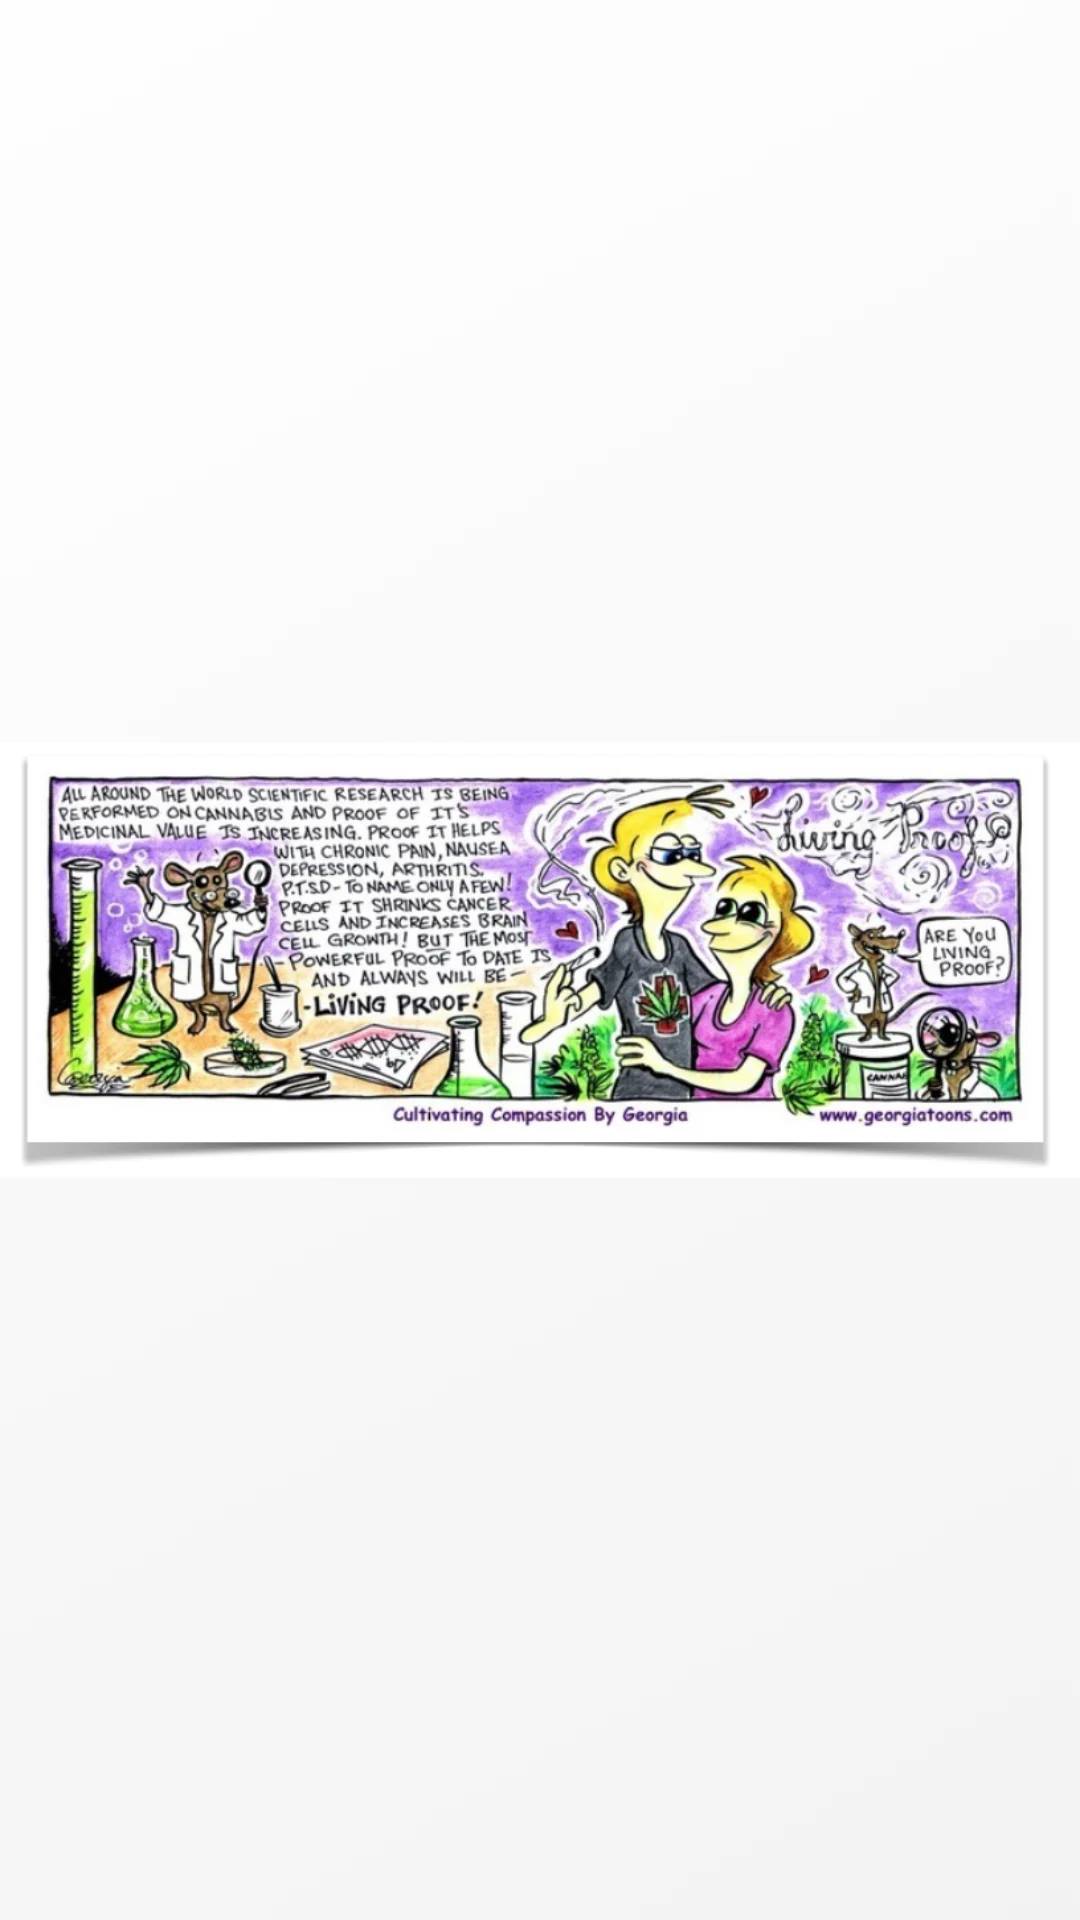 ALL AROUND THE WORLD SCIENTIFIC RESEARCH IS BEING
PERFORMED ON CANNABIS AND PROOF OF IT'S
MEDICINAL VALUE IS INCREASING. PROOF IT HELPS
WITH CHRONIC PAIN, NAUSEA
DEPRESSION, ARTHRITIS.
P.T.S.D - TO NAME ONLY A FEW!
PROOF IT SHRINKS CANCER
CELLS AND INCREASES BRAIN
CELL GROWTH! BUT THE MOST
POWERFUL PROOF TO DATE IS
AND ALWAYS WILL BE -
-LiViNG PROOF!
Living Proof
ARE YOU
LIVING
PROOF?
CANNAB
Georgia
Cultivating Compassion By Georgia
www.georgiatoons.com